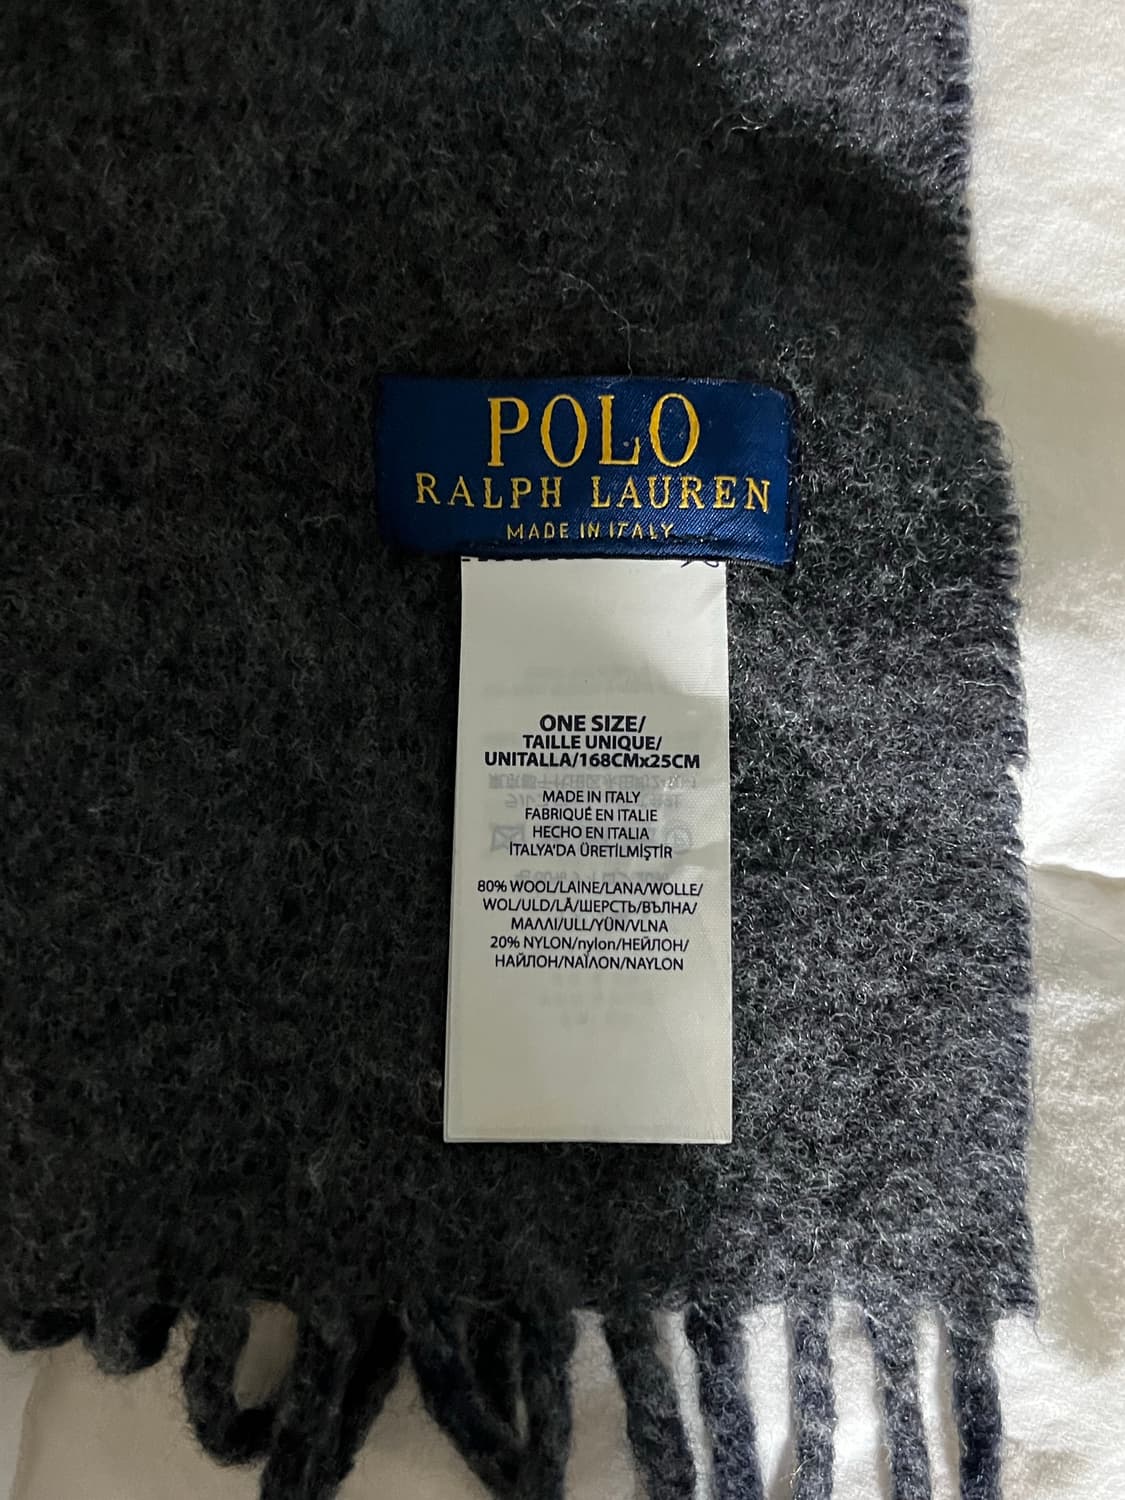 POLO
RALPH LAUREN
MADE IN ITALY
ONE SIZE/
TAILLE UNIQUE/
UNITALLA/168CMx25CM
MADE IN ITALY
FABRIQUÉ EN ITALIE
HECHO EN ITALIA
İTALYA'DA ÜRETİLMİŞTİR
80% WOOL/LAINE/LANA/WOLLE/
WOL/ULD/LÅ/ШЕРСТЬ/ВЪЛНА/
ΜΑΛΛΙ/ULL/YÜN/VLNA
20% NYLON/nylon/НЕЙЛОН/
НАЙЛОН/ΝΑΪΛΟΝ/NAYLON